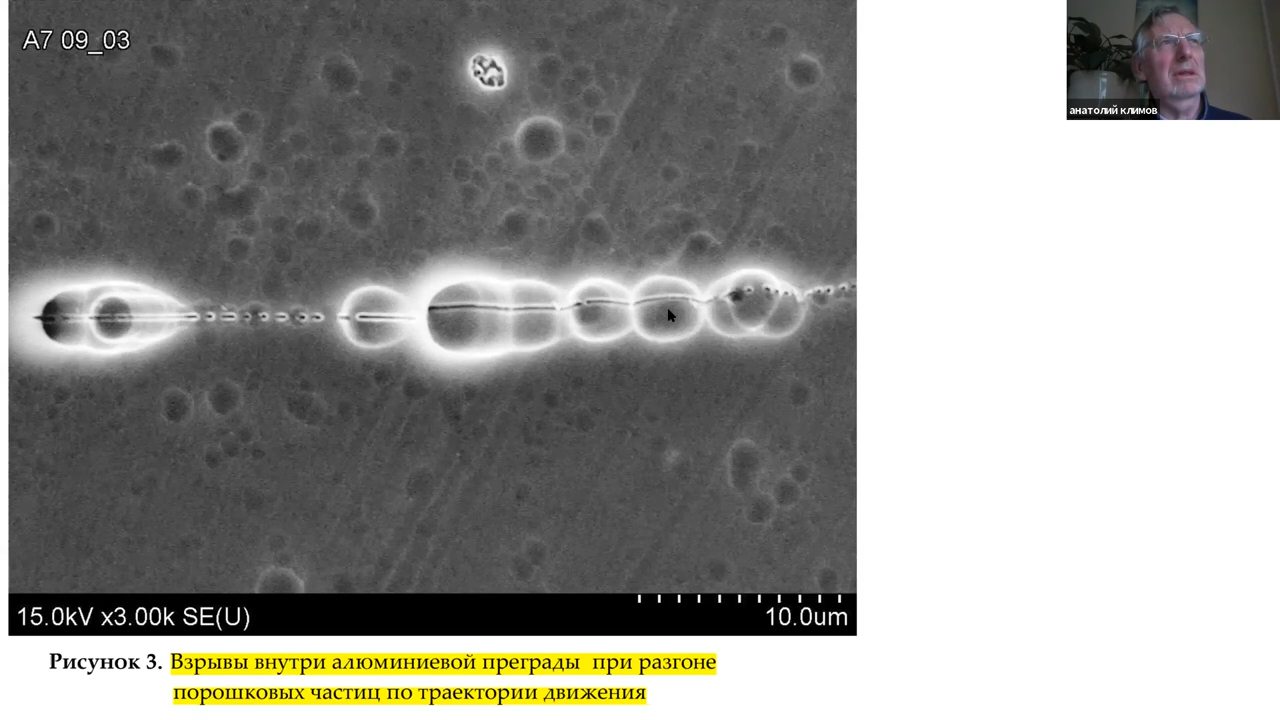 A7 09_03
анатолий климов
15.0kV x3.00k SE(U)
10.0um
Рисунок 3. Взрывы внутри алюминиевой преграды при разгоне
порошковых частиц по траектории движения